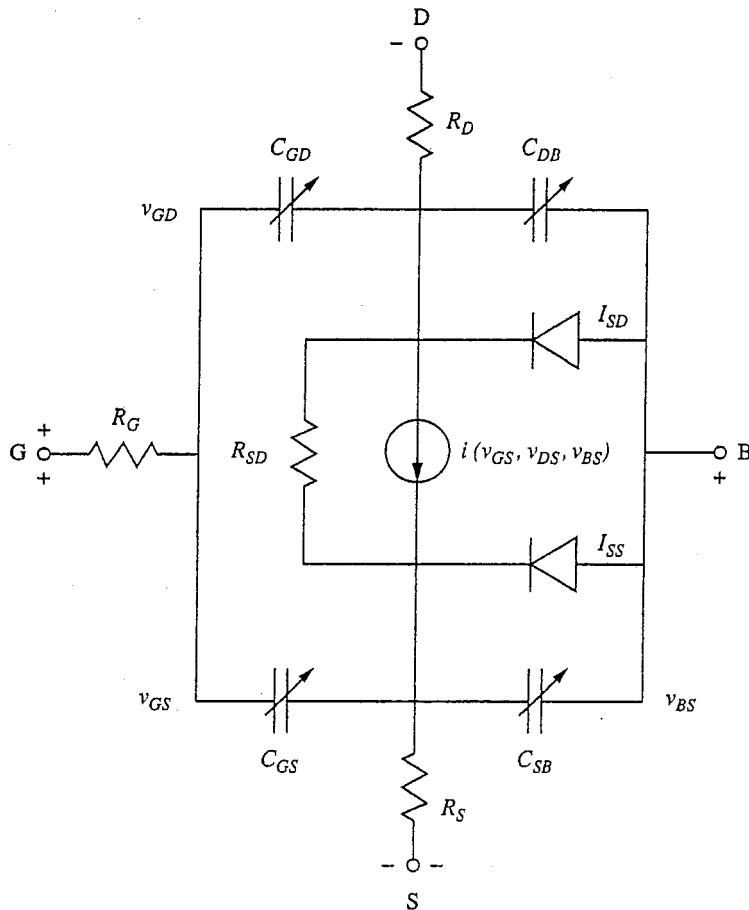 D
-
R_D
C_GD
C_DB
v_GD
I_SD
R_G
+
G
+
R_SD
i (v_GS, v_DS, v_BS)
B
+
I_SS
v_GS
v_BS
C_GS
C_SB
R_S
- -
S